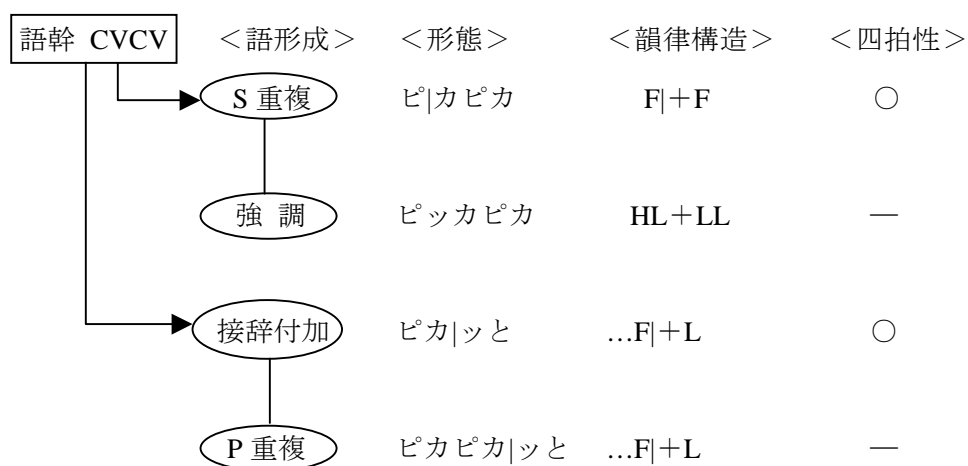 語幹 CVCV ＜語形成＞ ＜形態＞ ＜韻律構造＞ ＜四拍性＞
S 重複 ピ|カピカ F|＋F ○
強 調 ピッカピカ HL＋LL ―
接辞付加 ピカ|ッと …F|＋L ○
P 重複 ピカピカ|ッと …F|＋L ―